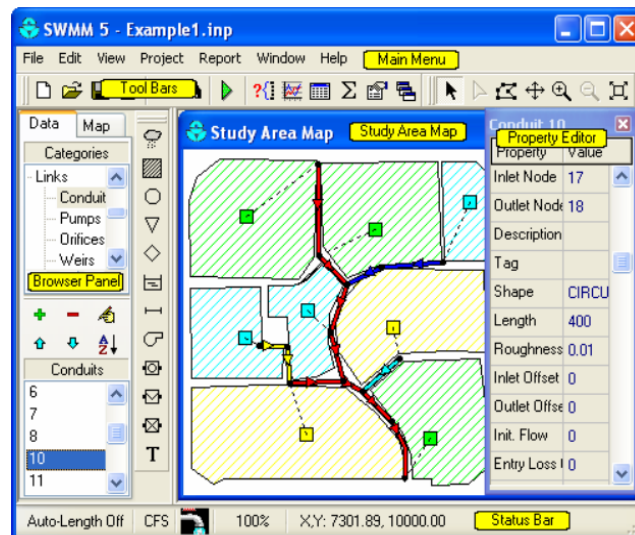 SWMM 5 - Example1.inp
File Edit View Project Report Window Help Main Menu
Tool Bars
Data Map
Categories
Links
Conduit
Pumps
Orifices
Weirs
Browser Panel
Conduits
6
7
8
10
11
T
Study Area Map Study Area Map
Conduit 10
Property Editor
Property Value
Inlet Node 17
Outlet Node 18
Description
Tag
Shape CIRCU
Length 400
Roughness 0.01
Inlet Offset 0
Outlet Offse 0
Init. Flow 0
Entry Loss 0
Auto-Length Off CFS 100% X,Y: 7301.89, 10000.00 Status Bar